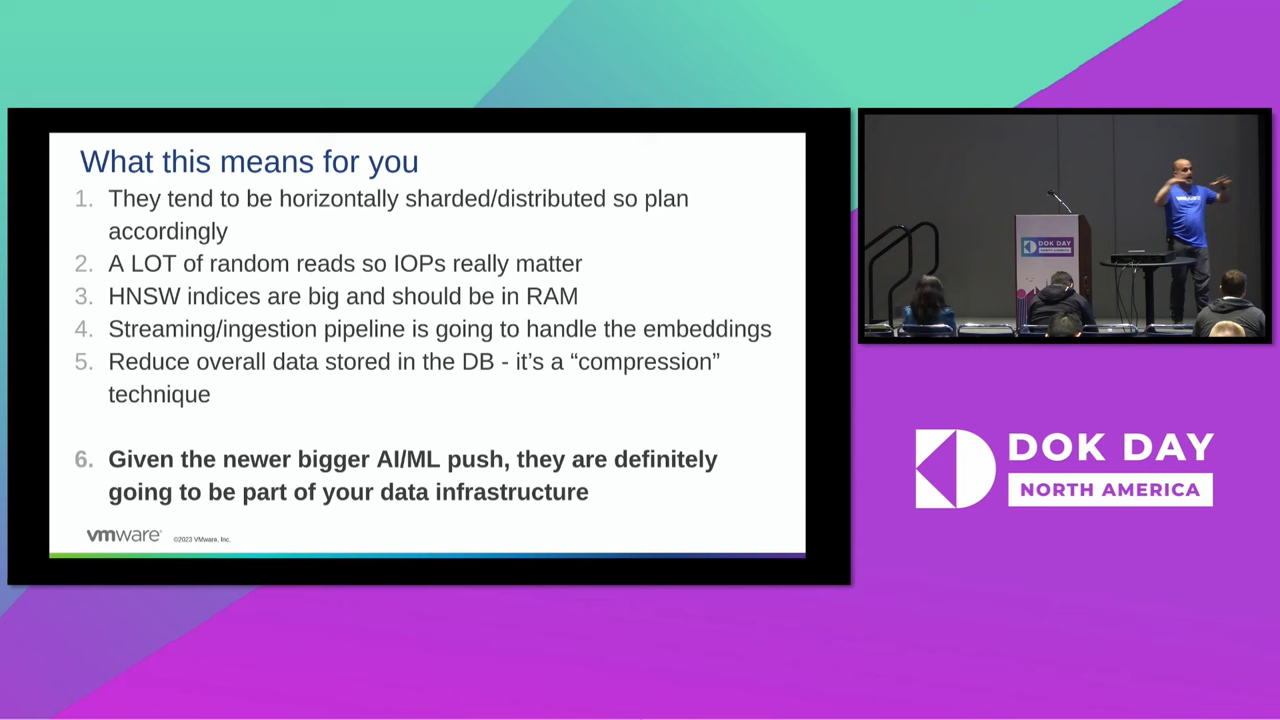 What this means for you
1. They tend to be horizontally sharded/distributed so plan
accordingly
2. A LOT of random reads so IOPs really matter
3. HNSW indices are big and should be in RAM
4. Streaming/ingestion pipeline is going to handle the embeddings
5. Reduce overall data stored in the DB - it’s a “compression”
technique
6. Given the newer bigger AI/ML push, they are definitely
going to be part of your data infrastructure
vmware®
©2023 VMware, Inc.
DOK DAY
DOK DAY
NORTH AMERICA